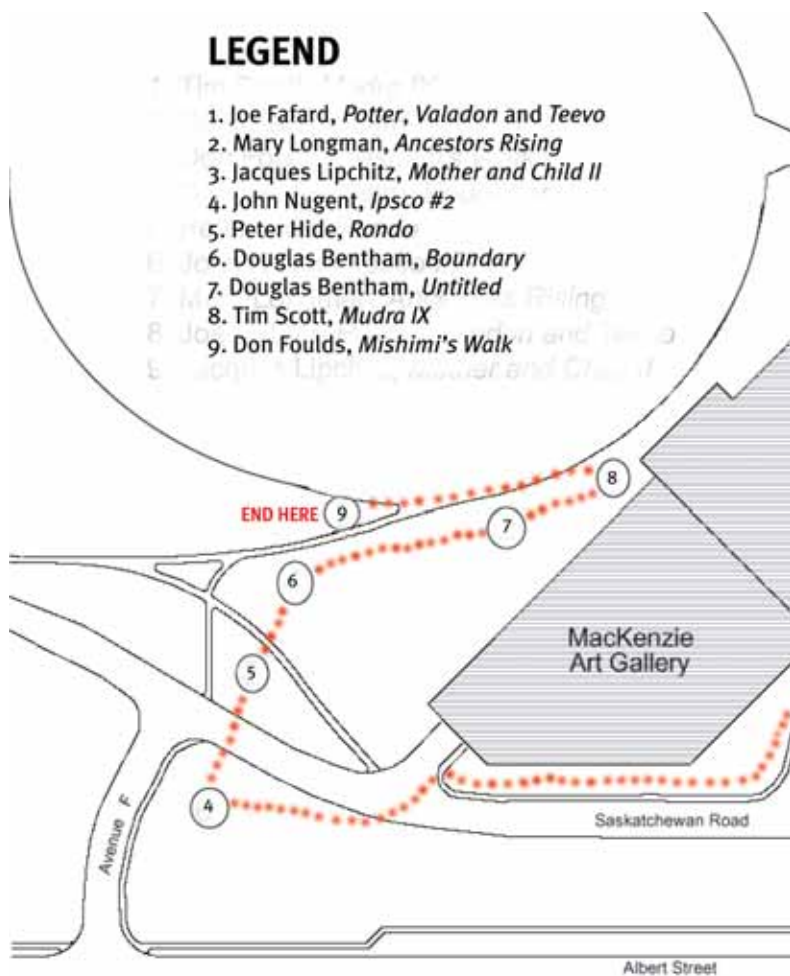 LEGEND
1. Joe Fafard, Potter, Valadon and Teevo
2. Mary Longman, Ancestors Rising
3. Jacques Lipchitz, Mother and Child II
4. John Nugent, Ipsco #2
5. Peter Hide, Rondo
6. Douglas Bentham, Boundary
7. Douglas Bentham, Untitled
8. Tim Scott, Mudra IX
9. Don Foulds, Mishimi's Walk
8
END HERE 9
7
6
MacKenzie
Art Gallery
5
4
Avenue F
Saskatchewan Road
Albert Street